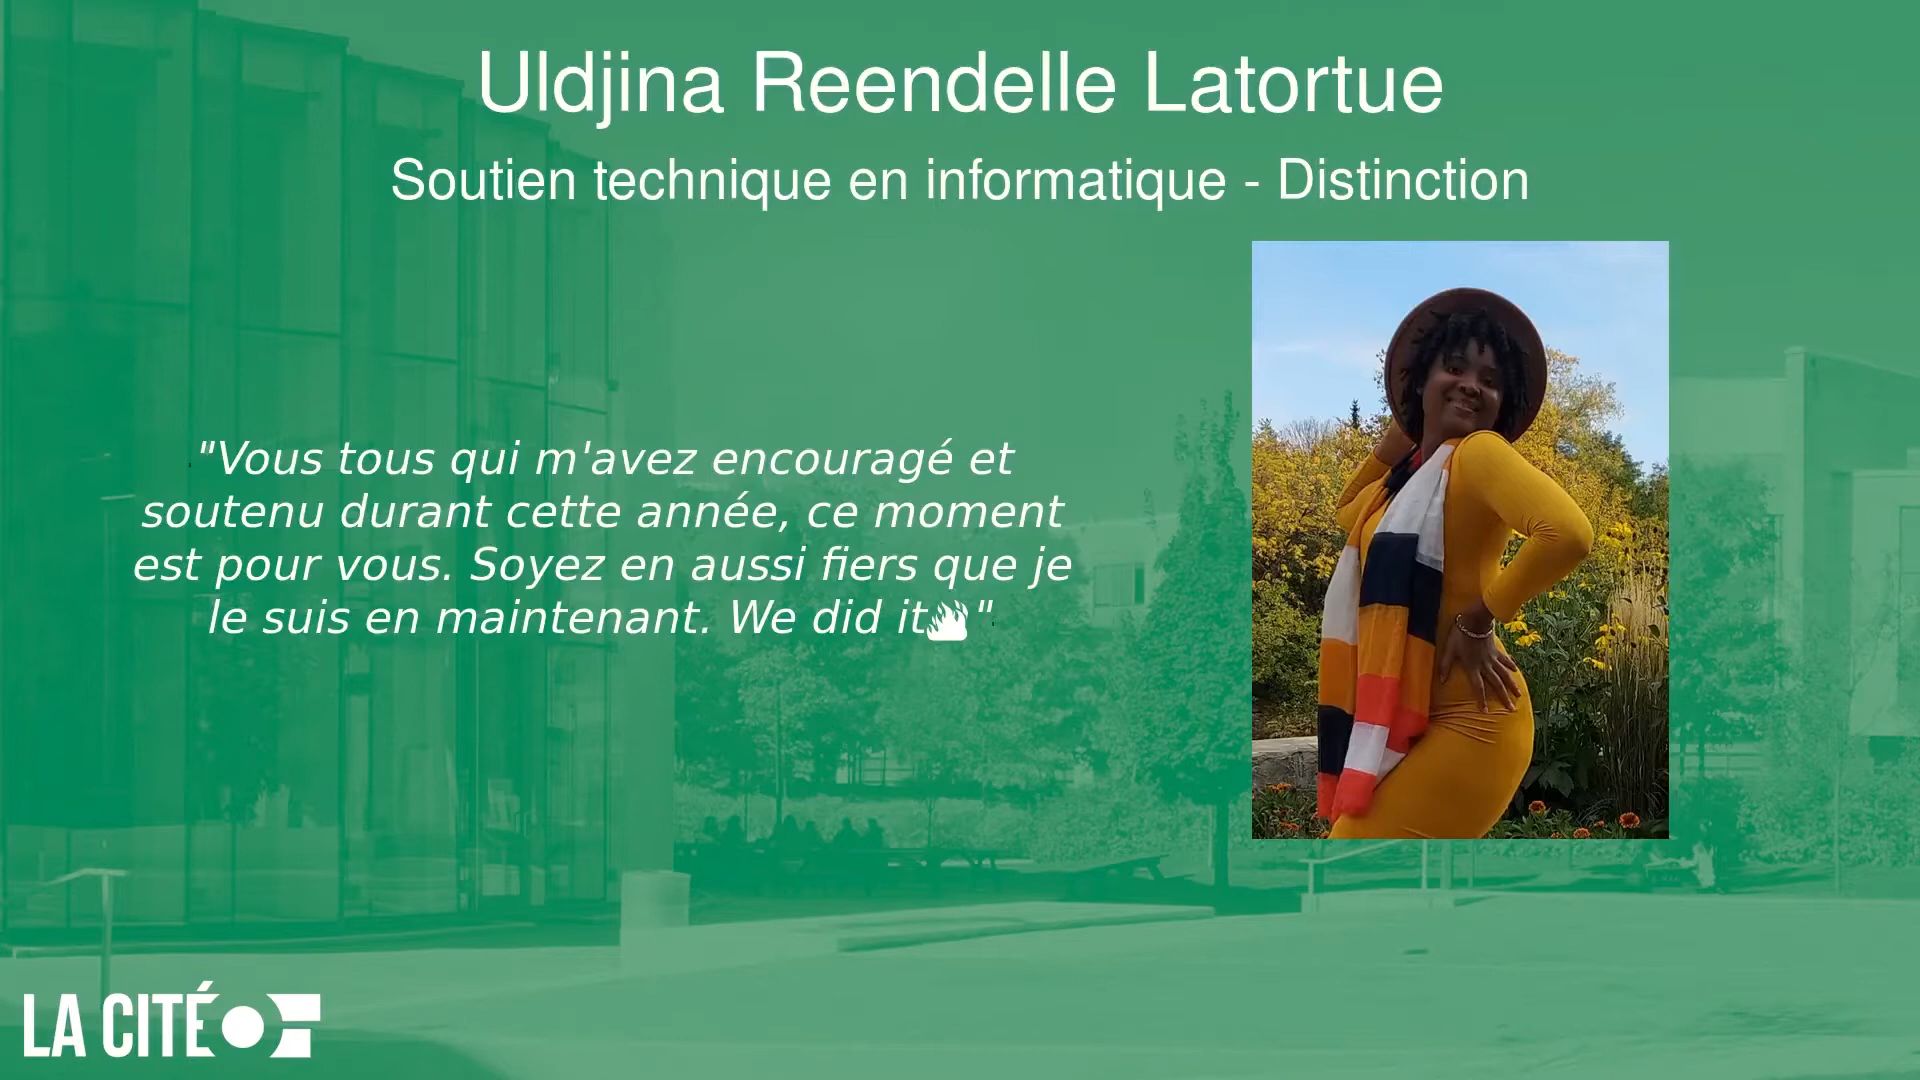 Uldjina Reendelle Latortue
Soutien technique en informatique - Distinction
"Vous tous qui m'avez encouragé et
soutenu durant cette année, ce moment
est pour vous. Soyez en aussi fiers que je
le suis en maintenant. We did it🔥"
LA CITÉ